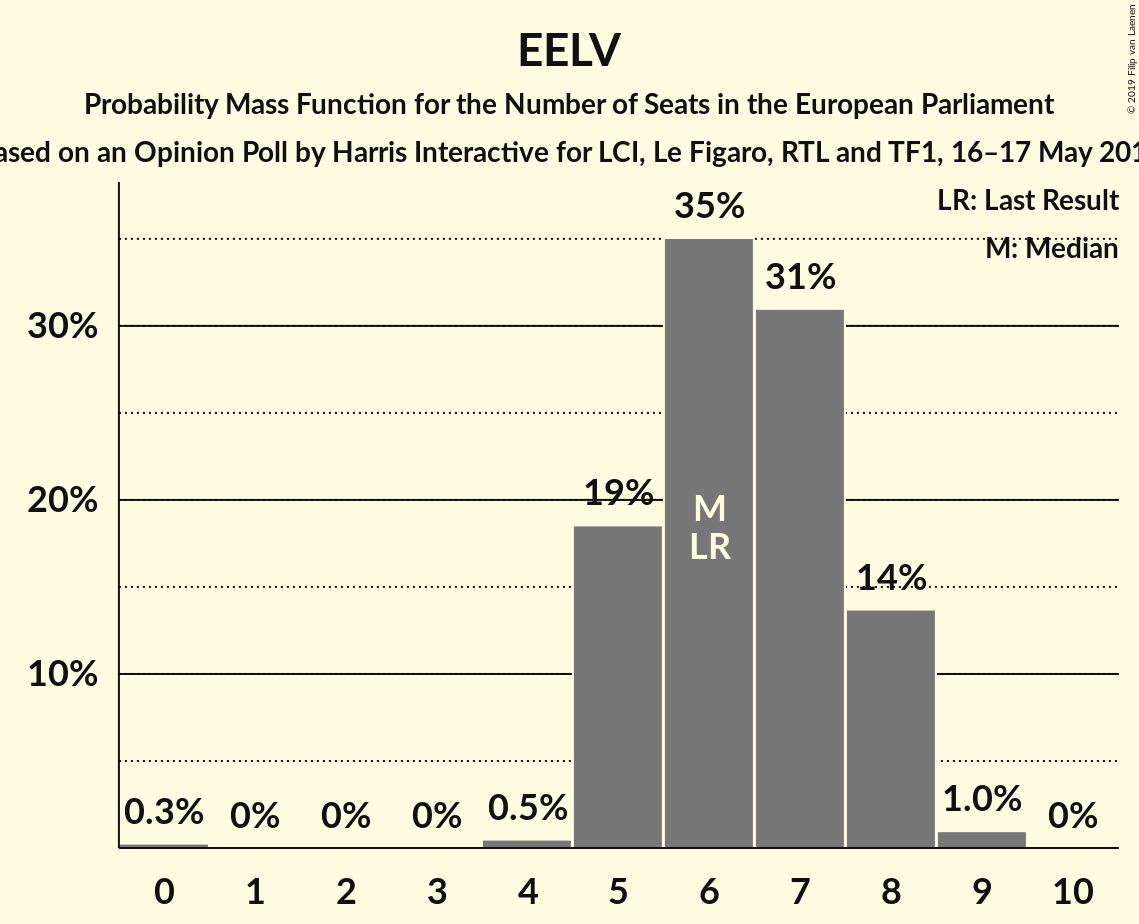 EELV
Probability Mass Function for the Number of Seats in the European Parliament
on an Opinion Poll by Harris Interactive for LCI, Le Figaro, RTL and TF1, 16–17 May
© 2019 Filip van Laenen
LR: Last Result
M: Median
35%
31%
30%
20%
19%
M
LR
14%
10%
0.3%
0%
0%
0%
0.5%
1.0%
0%
0 1 2 3 4 5 6 7 8 9 10